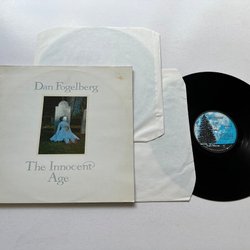 Dan Fogelberg
The Innocent
Age